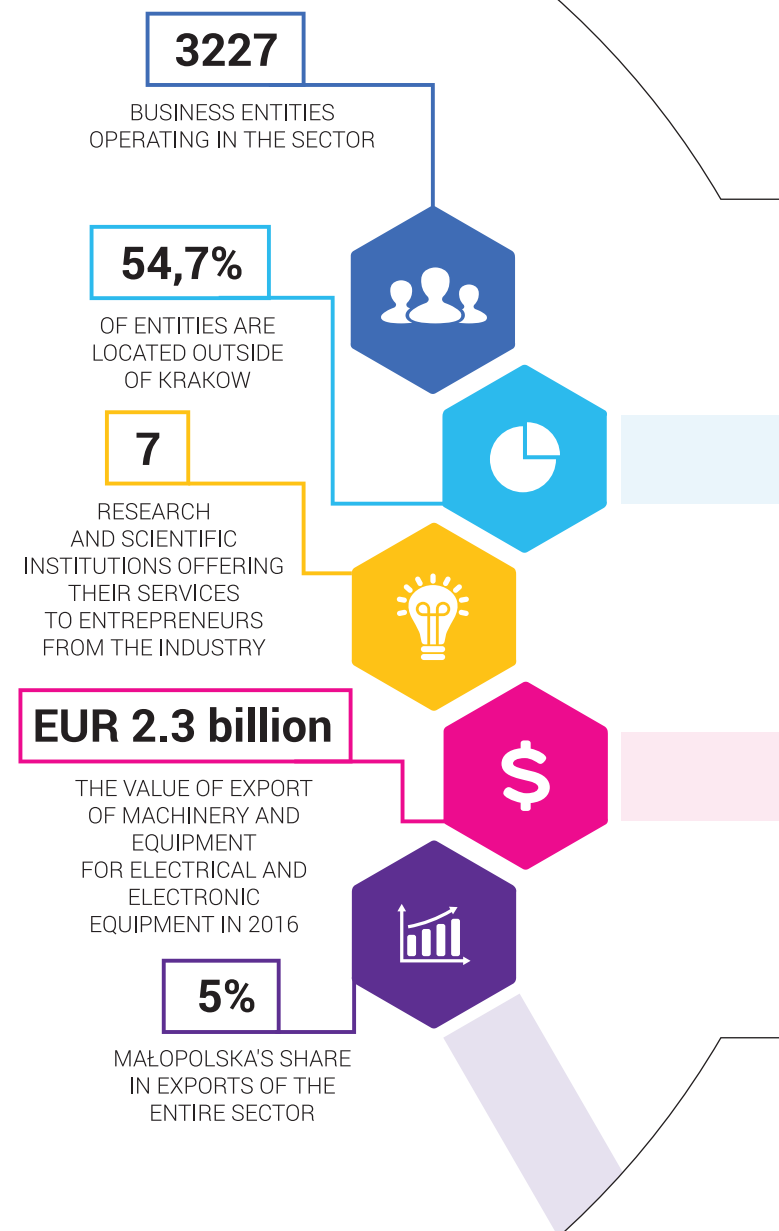 3227
BUSINESS ENTITIES
OPERATING IN THE SECTOR
54,7%
OF ENTITIES ARE
LOCATED OUTSIDE
OF KRAKOW
7
RESEARCH
AND SCIENTIFIC
INSTITUTIONS OFFERING
THEIR SERVICES
TO ENTREPRENEURS
FROM THE INDUSTRY
EUR 2.3 billion
THE VALUE OF EXPORT
OF MACHINERY AND
EQUIPMENT
FOR ELECTRICAL AND
ELECTRONIC
EQUIPMENT IN 2016
$
5%
MAŁOPOLSKA'S SHARE
IN EXPORTS OF THE
ENTIRE SECTOR